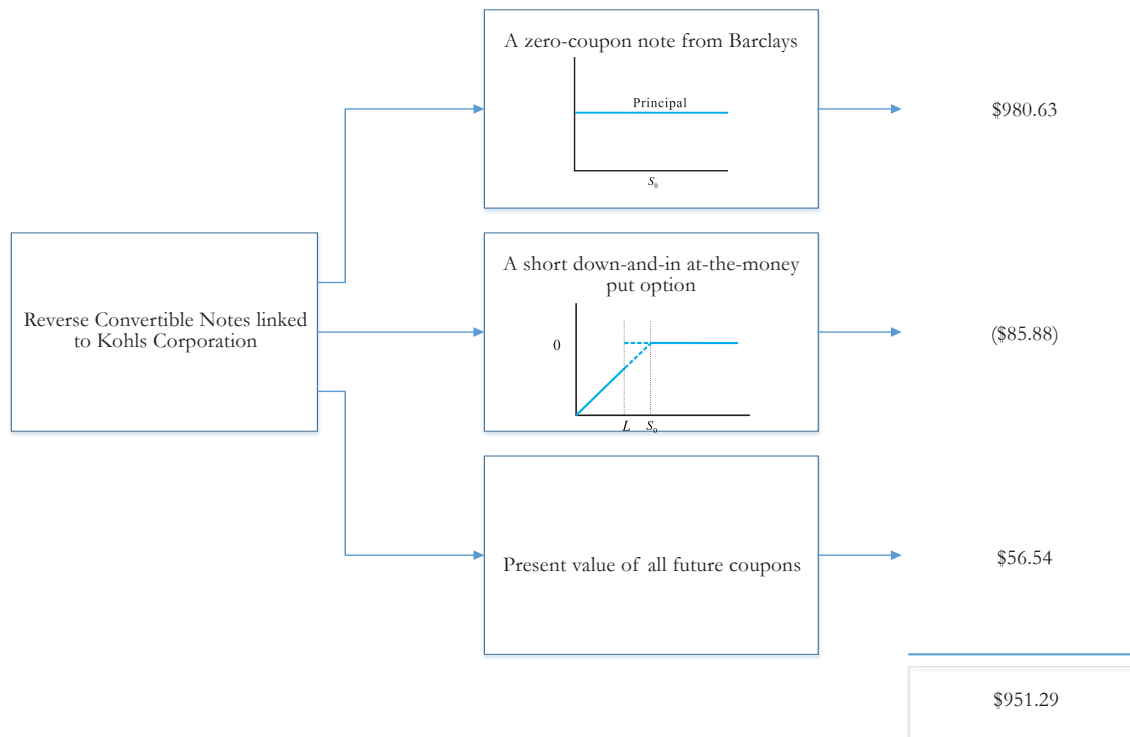 A zero-coupon note from Barclays
Principal
S₀
$980.63
Reverse Convertible Notes linked
to Kohls Corporation
A short down-and-in at-the-money
put option
0
L S₀
($85.88)
Present value of all future coupons
$56.54
$951.29